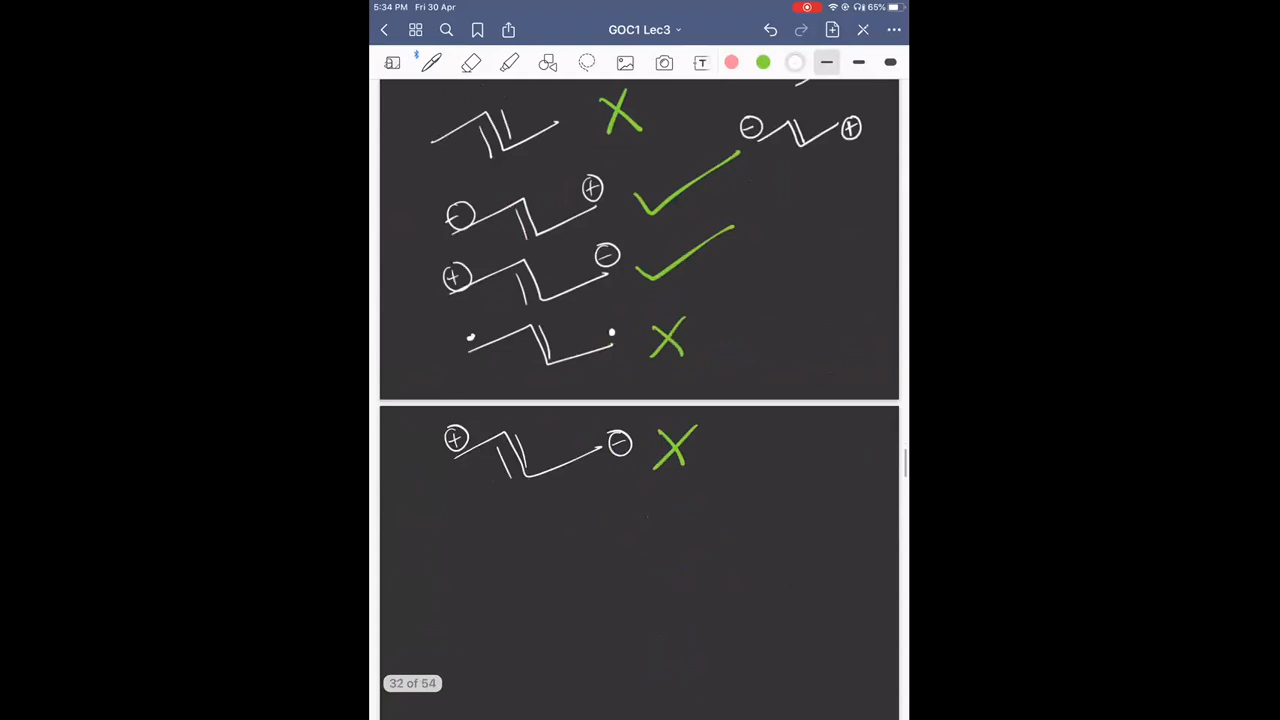 5:34 PM Fri 30 Apr 65%
GOC1 Lec3
T
X
⊖ ⊕
⊖ ⊕
⊕ ⊖
X
⊕ ⊖ X
32 of 54